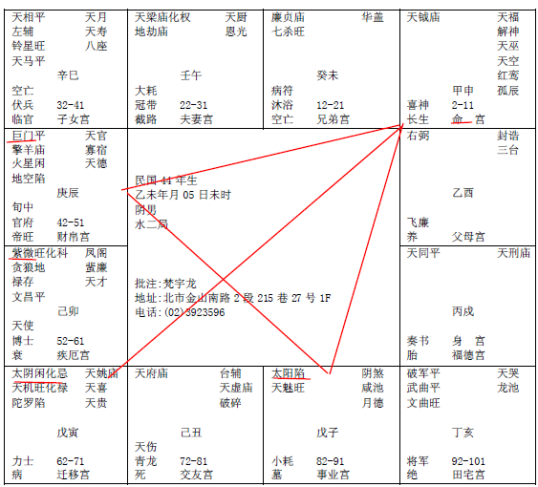 天相平 天月
左辅 天寿
铃星旺 八座
天马平
辛巳
空亡
伏兵 32-41
临官 子女宫
天梁庙化权 天厨
地劫庙 恩光
壬午
大耗
冠带 22-31
截路 夫妻宫
廉贞庙 华盖
七杀旺
癸未
病符
沐浴 12-21
空亡 兄弟宫
天钺庙 天福
解神
天巫
天空
红鸾
甲申 孤辰
喜神 2-11
长生 命 宫
巨门平 天官
擎羊庙 寡宿
火星闲 天德
地空陷
庚辰
旬中
官府 42-51
帝旺 财帛宫
民国 44 年生
乙未年月 05 日未时
阴男
水二局
批注:梵宇龙
地址:北市金山南路 2 段 215 巷 27 号 1F
电话:(02)3923596
右弼 封诰
三台
乙酉
飞廉
养 父母宫
紫微旺化科 凤阁
贪狼地 蜚廉
禄存 天才
文昌平
己卯
天使
博士 52-61
衰 疾厄宫
天同平 天刑庙
丙戌
奏书 身 宫
胎 福德宫
太阴闲化忌 天姚庙
天机旺化禄 天喜
陀罗陷 天贵
戊寅
力士 62-71
病 迁移宫
天府庙 台辅
天虚庙
破碎
己丑
天伤
青龙 72-81
死 交友宫
太阳陷 阴煞
天魁旺 咸池
月德
戊子
小耗 82-91
墓 事业宫
破军平 天哭
武曲平 龙池
文曲旺
丁亥
将军 92-101
绝 田宅宫